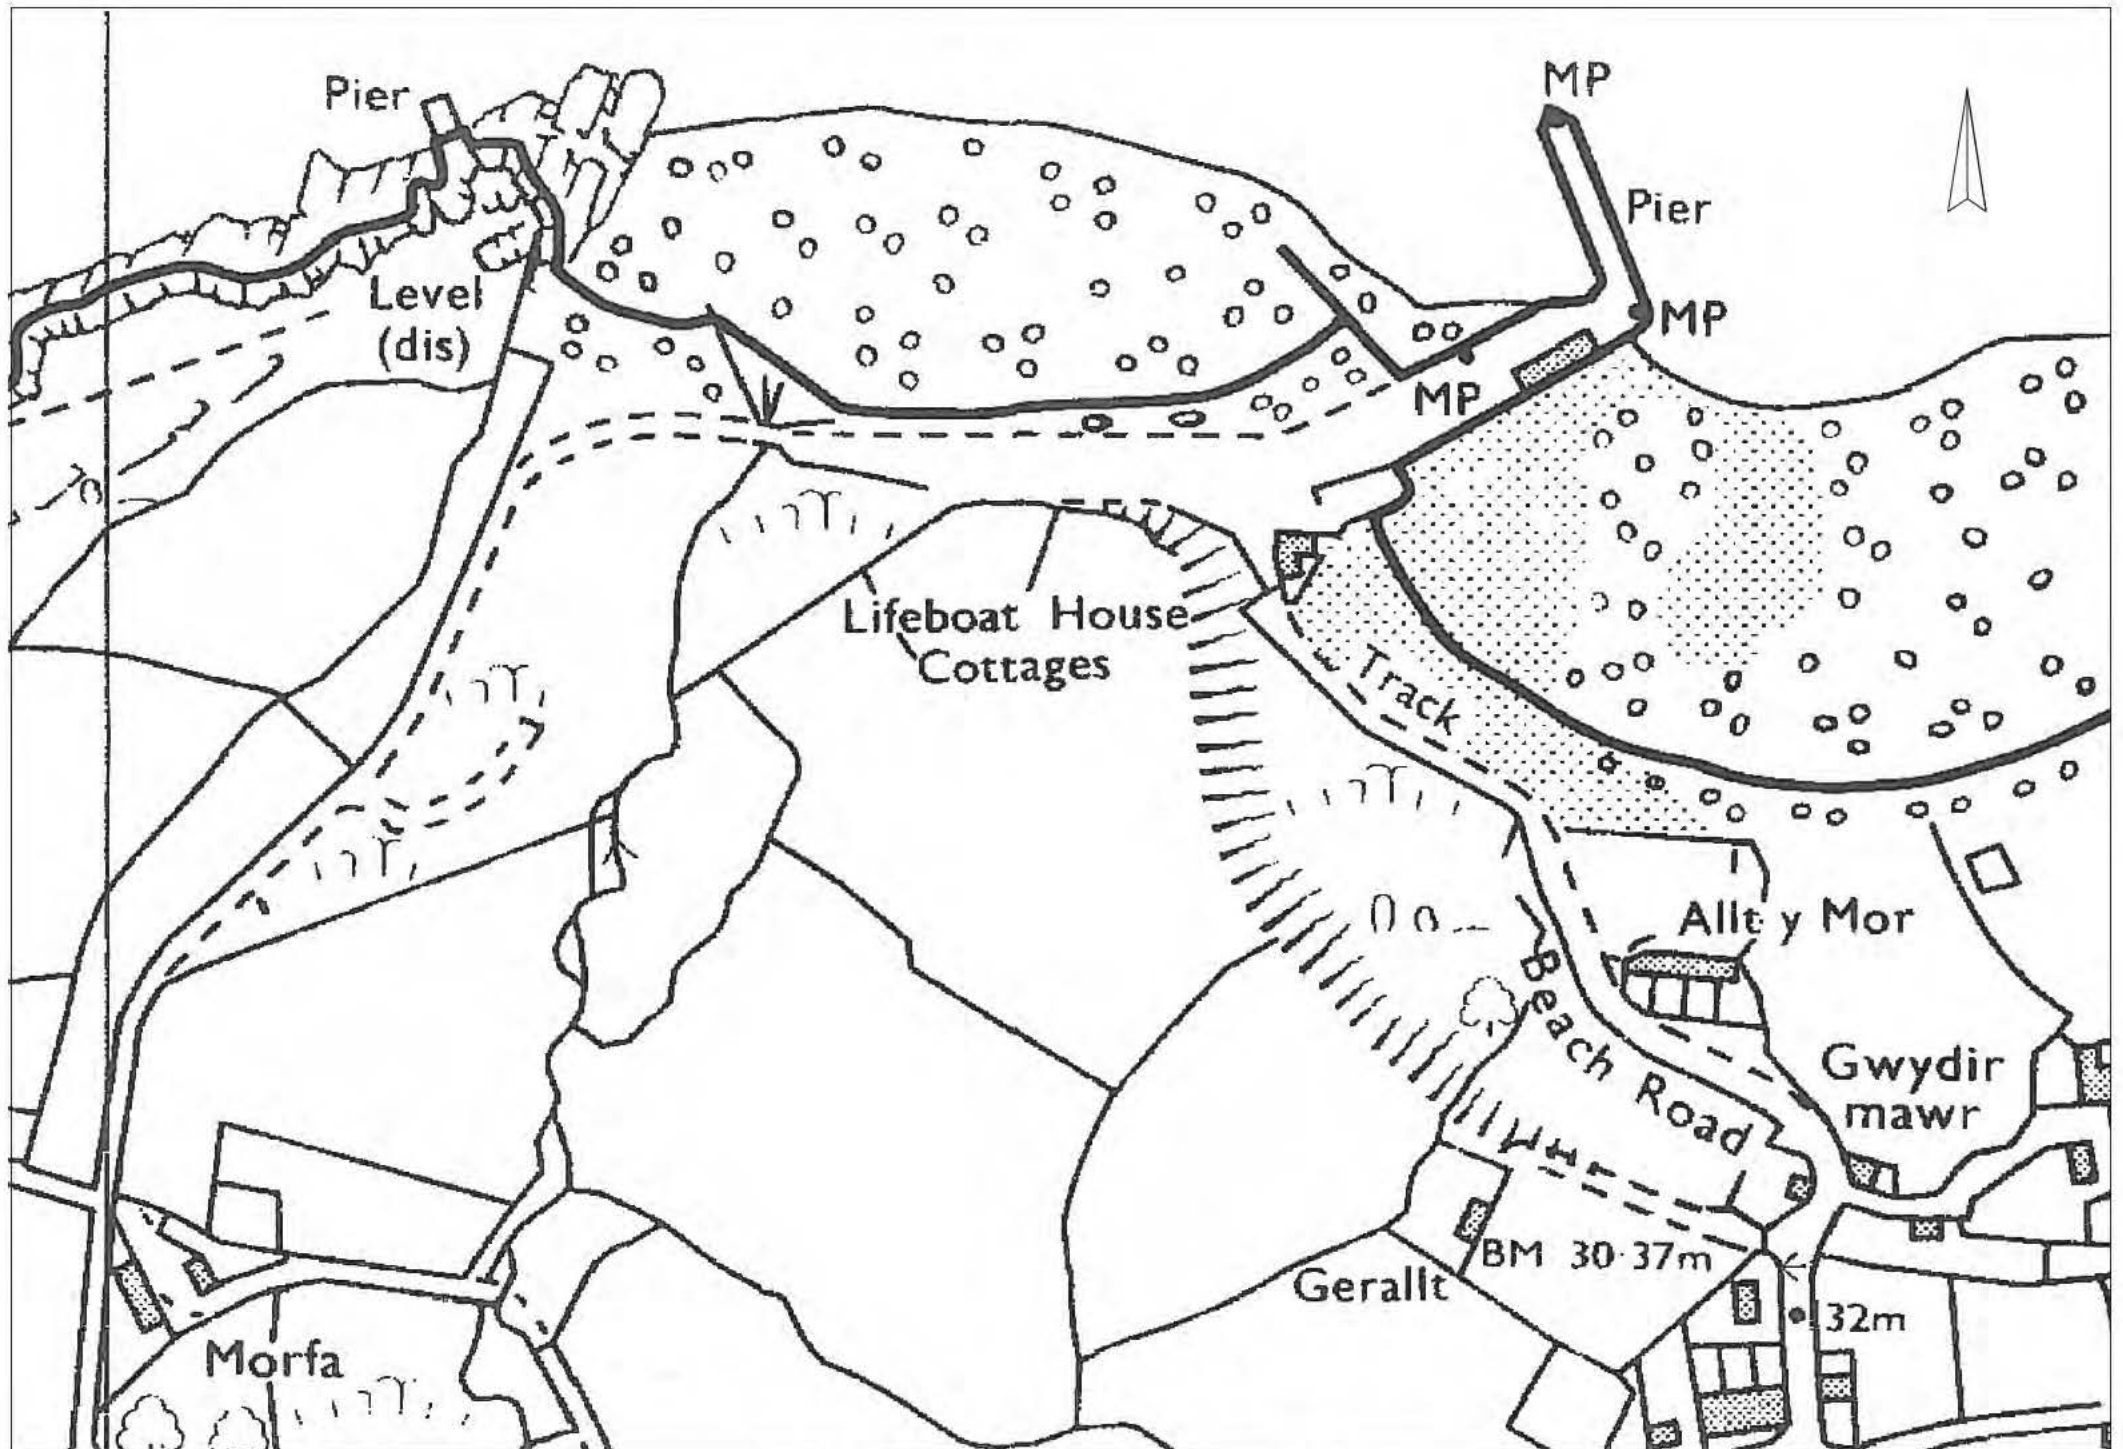 MP
Pier
Pier
Level
(dis)
MP
MP
Lifeboat House
Cottages
Track
Allt y Mor
Beach Road
Gwydir
mawr
BM 30·37m
Gerallt
32m
Morfa